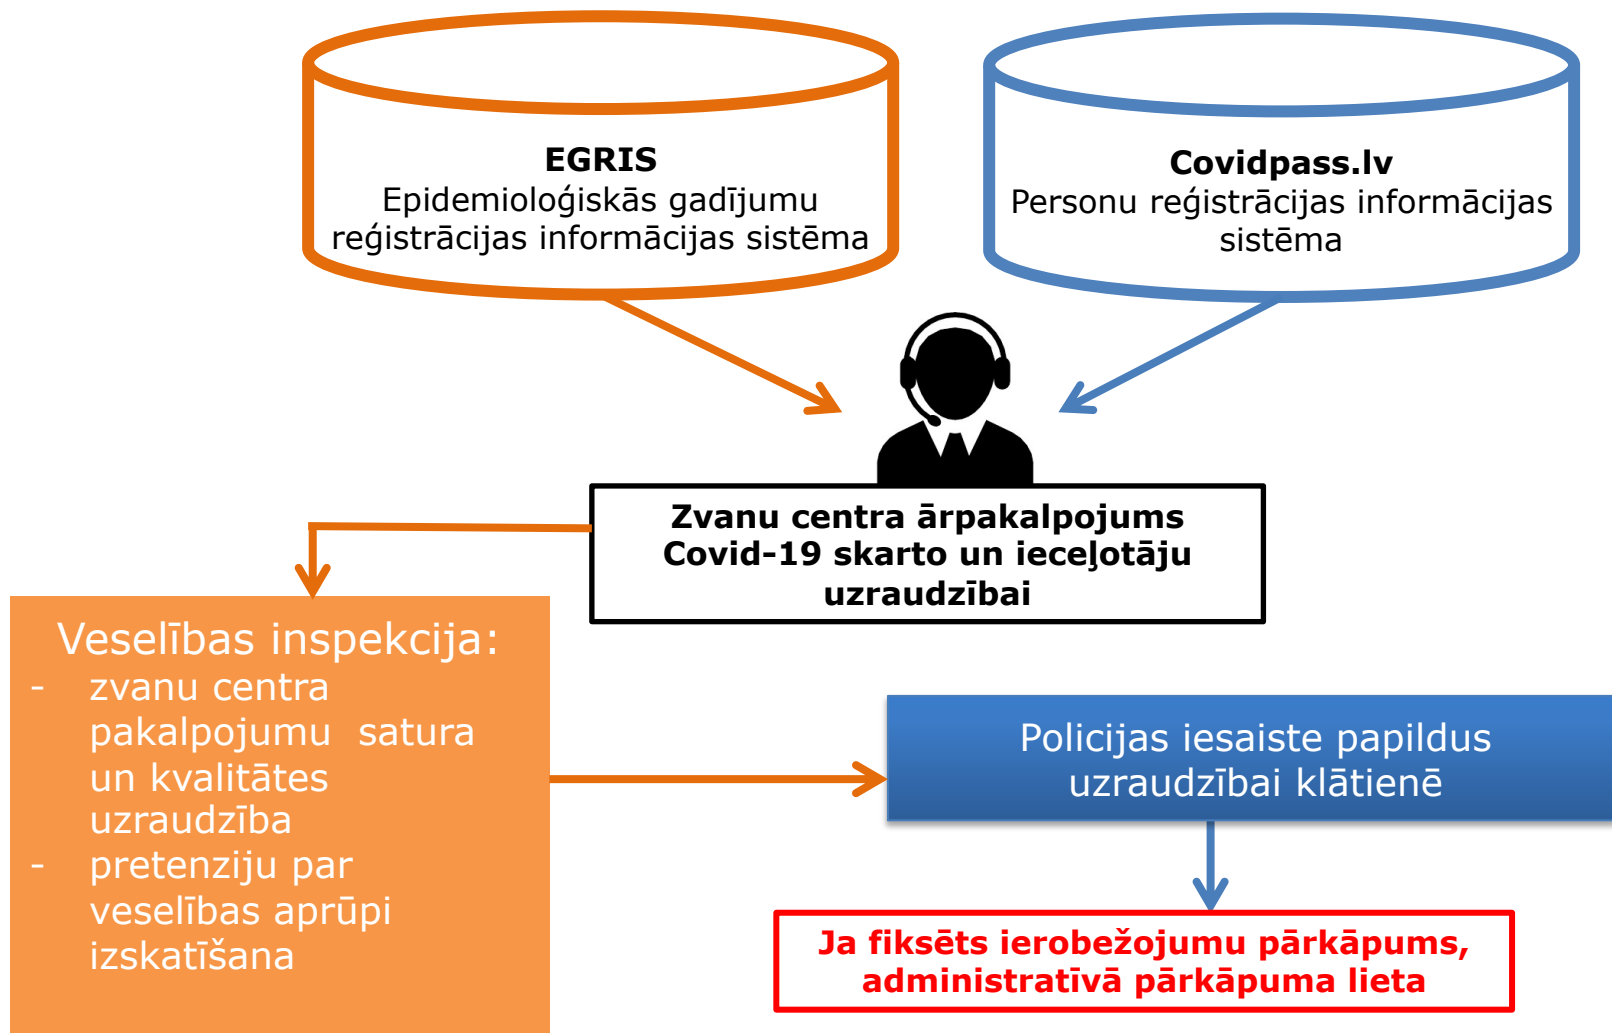 EGRIS
Epidemioloģiskās gadījumu
reģistrācijas informācijas sistēma
Covidpass.lv
Personu reģistrācijas informācijas
sistēma
Zvanu centra ārpakalpojums
Covid-19 skarto un ieceļotāju
uzraudzībai
Veselības inspekcija:
- zvanu centra
pakalpojumu satura
un kvalitātes
uzraudzība
- pretenziju par
veselības aprūpi
izskatīšana
Policijas iesaiste papildus
uzraudzībai klātienē
Ja fiksēts ierobežojumu pārkāpums,
administratīvā pārkāpuma lieta